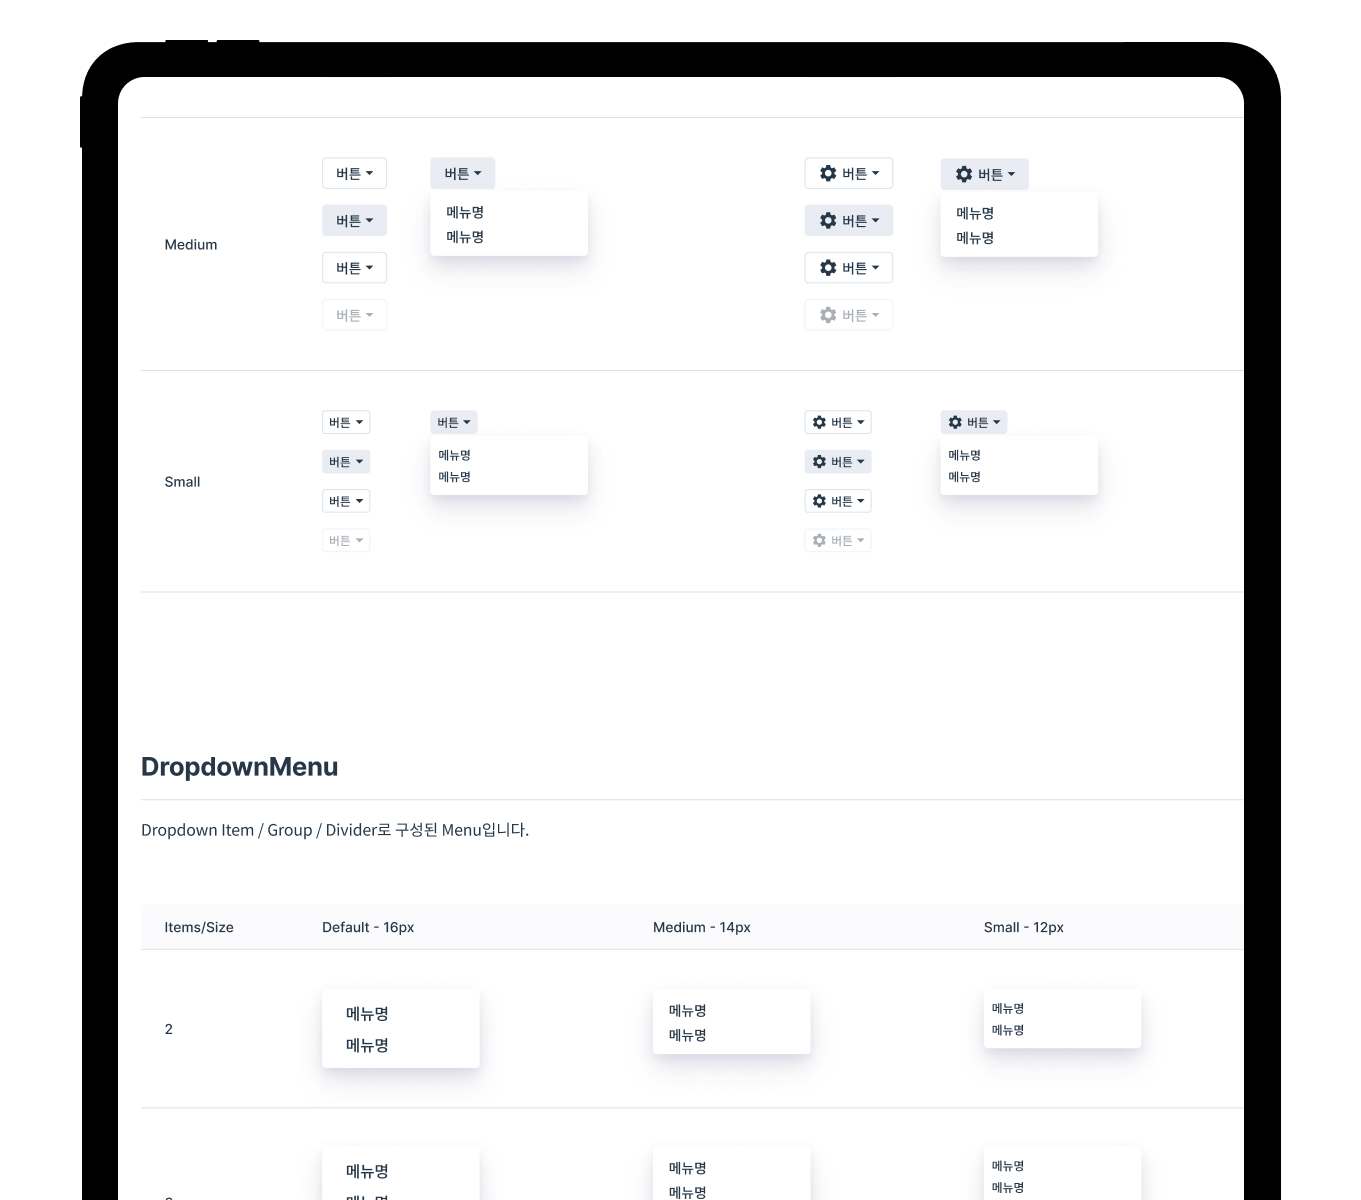 버튼 버튼 버튼 버튼
메뉴명 메뉴명
버튼 버튼
메뉴명 메뉴명
Medium
버튼 버튼
버튼 버튼
버튼 버튼 버튼 버튼
메뉴명 메뉴명
버튼 버튼
메뉴명 메뉴명
Small
버튼 버튼
버튼 버튼
DropdownMenu
Dropdown Item / Group / Divider로 구성된 Menu입니다.
Items/Size Default - 16px Medium - 14px Small - 12px
메뉴명 메뉴명 메뉴명
2
메뉴명 메뉴명 메뉴명
메뉴명 메뉴명 메뉴명
메뉴명 메뉴명